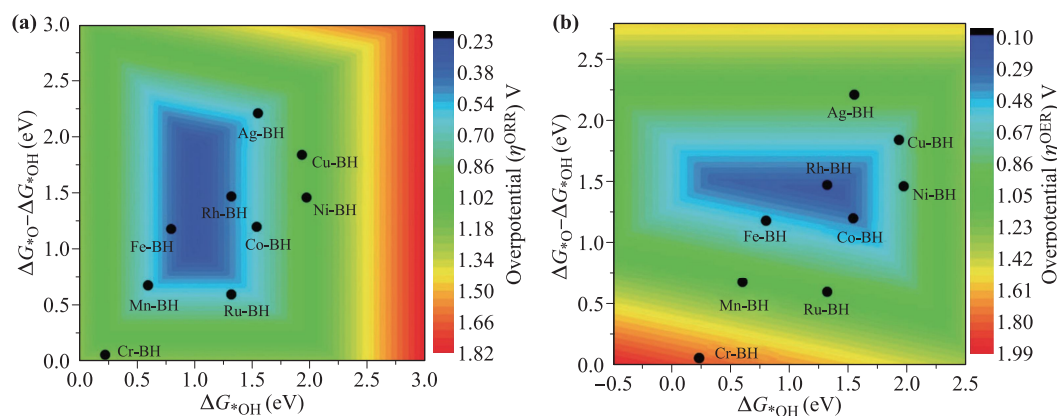 (a)
3.0
2.5
2.0
1.5
1.0
0.5
0.0
ΔG*O−ΔG*OH (eV)
Ag-BH
Cu-BH
Rh-BH
Ni-BH
Fe-BH
Co-BH
Mn-BH
Ru-BH
Cr-BH
0.0 0.5 1.0 1.5 2.0 2.5 3.0
ΔG*OH (eV)
0.23
0.38
0.54
0.70
0.86
1.02
1.18
1.34
1.50
1.66
1.82
Overpotential (ηORR) V
(b)
2.5
2.0
1.5
1.0
0.5
0.0
ΔG*O−ΔG*OH (eV)
Ag-BH
Cu-BH
Rh-BH
Ni-BH
Fe-BH
Co-BH
Mn-BH
Ru-BH
Cr-BH
−0.5 0.0 0.5 1.0 1.5 2.0 2.5
ΔG*OH (eV)
0.10
0.29
0.48
0.67
0.86
1.05
1.24
1.42
1.61
1.80
1.99
Overpotential (ηOER) V